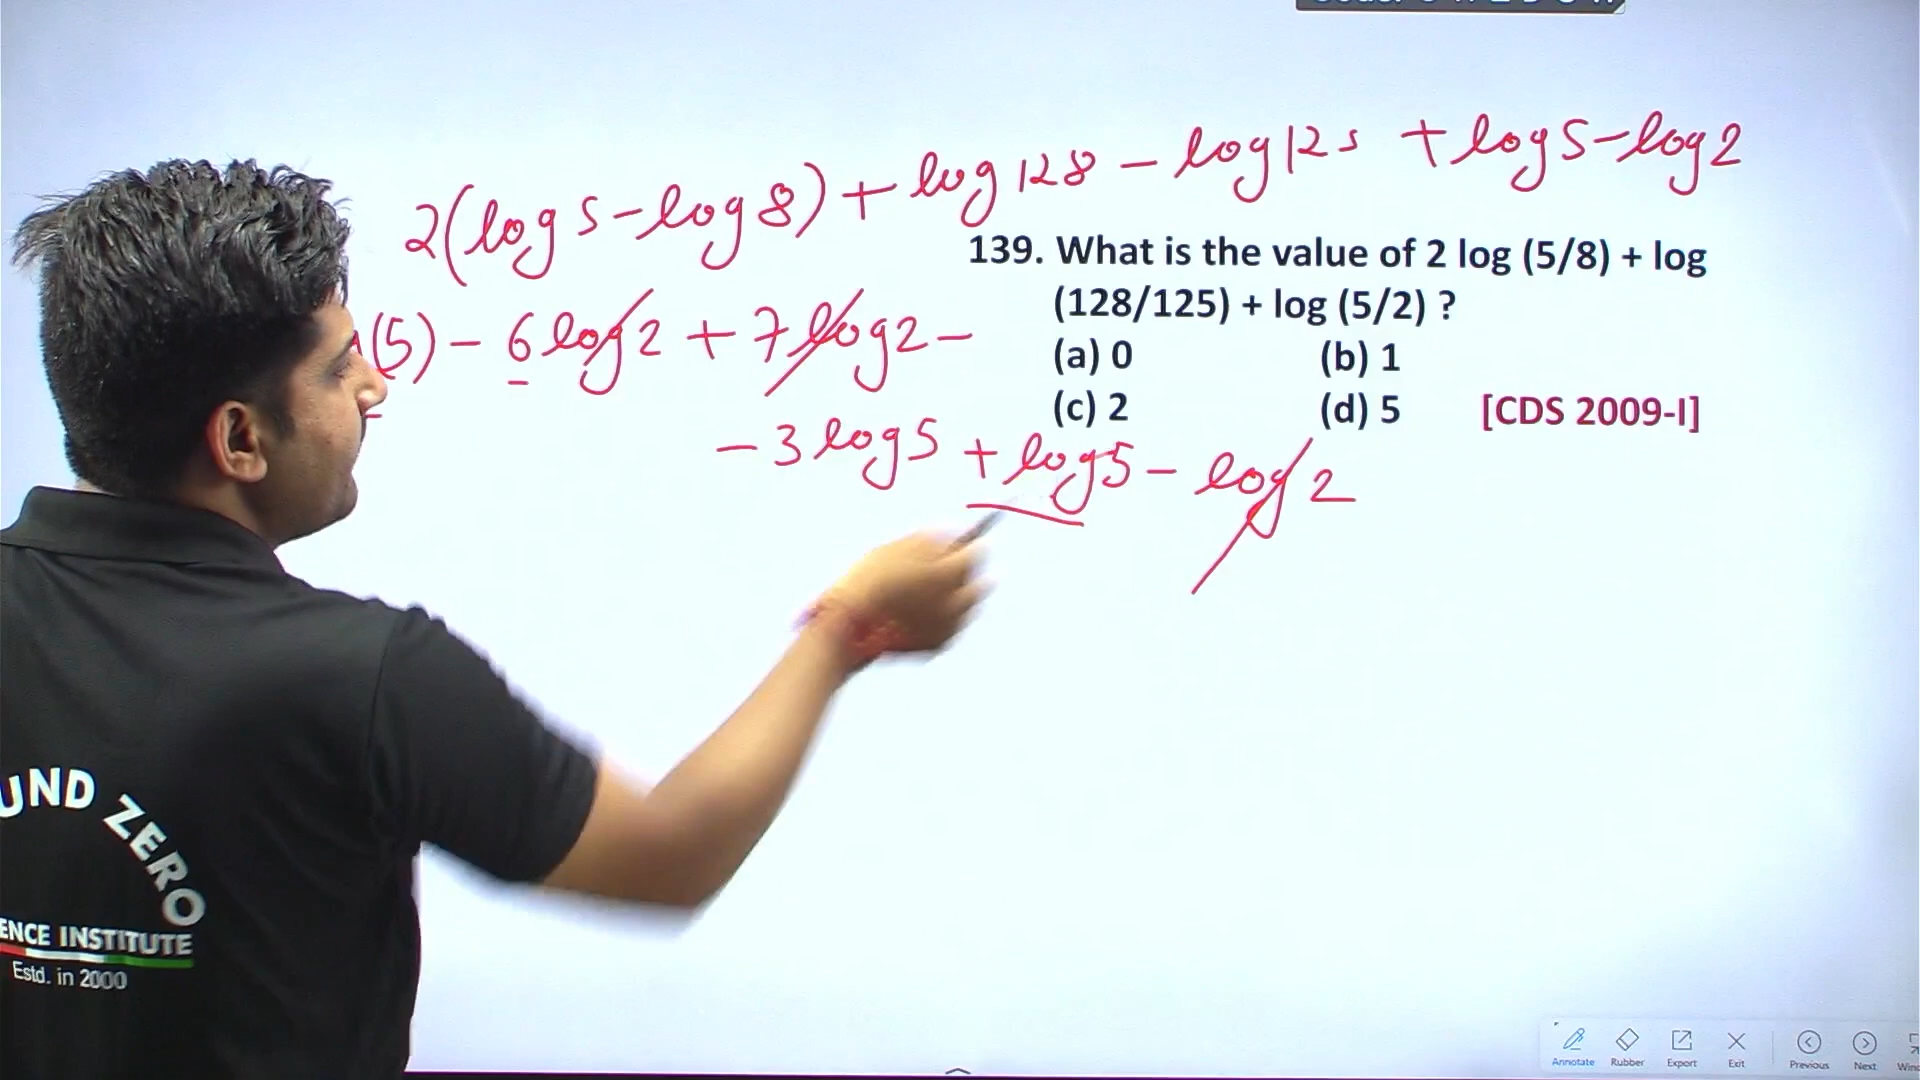 2(log 5 - log 8) + log 128 - log 125 + log 5 - log 2
139. What is the value of 2 log (5/8) + log
(128/125) + log (5/2) ?
(a) 0 (b) 1
(c) 2 (d) 5 [CDS 2009-I]
(5) - 6 log 2 + 7 log 2 -
- 3 log 5 + log 5 - log 2
UND ZERO
ENCE INSTITUTE
Estd. in 2000
Annotate Rubber Export Exit Previous Next